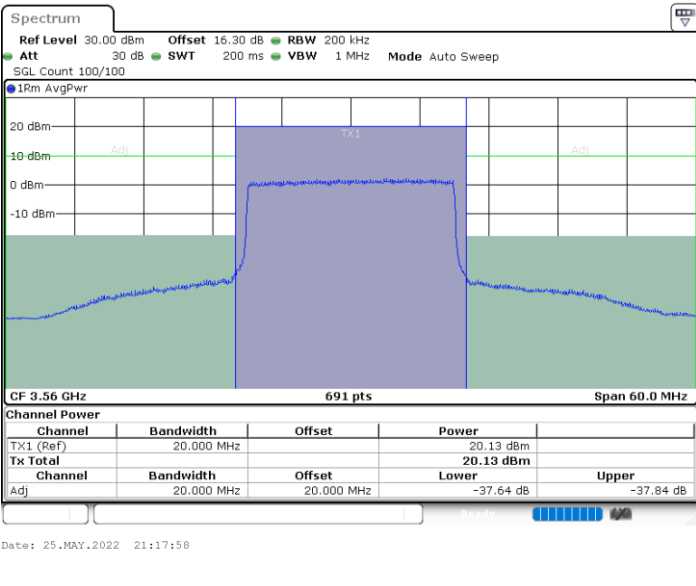 Spectrum
Ref Level 30.00 dBm Offset 16.30 dB RBW 200 kHz
Att 30 dB SWT 200 ms VBW 1 MHz Mode Auto Sweep
SGL Count 100/100
1Rm AvgPwr
20 dBm
TX1
Adj Adj
10 dBm
0 dBm
-10 dBm
CF 3.56 GHz 691 pts Span 60.0 MHz
Channel Power
Channel Bandwidth Offset Power
TX1 (Ref) 20.000 MHz 20.13 dBm
Tx Total 20.13 dBm
Channel Bandwidth Offset Lower Upper
Adj 20.000 MHz 20.000 MHz -37.64 dB -37.84 dB
Ready
Date: 25.MAY.2022 21:17:58